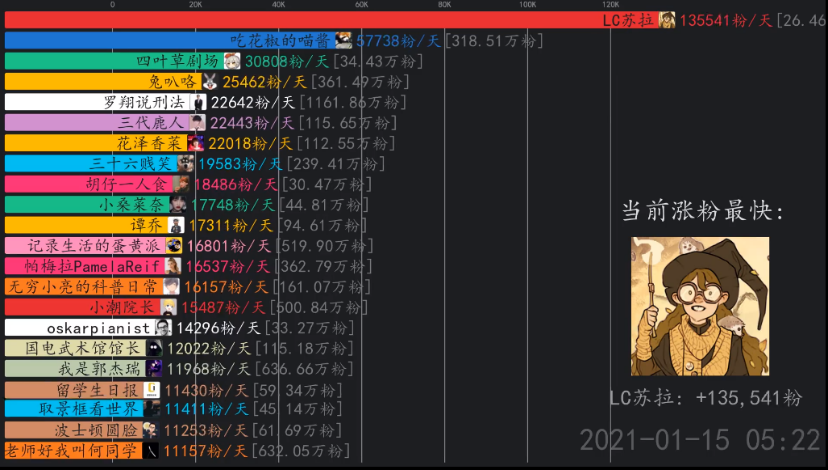 0 20K 40K 60K 80K 100K 120K
LC苏拉 135541粉/天[26.46
吃花椒的喵酱 57738粉/天[318.51万粉]
四叶草剧场 30808粉/天[34.43万粉]
兔叭咯 25462粉/天[361.49万粉]
罗翔说刑法 22642粉/天[1161.86万粉]
三代鹿人 22443粉/天[115.65万粉]
花泽香菜 22018粉/天[112.55万粉]
三十六贱笑 19583粉/天[239.41万粉]
胡仔一人食 18486粉/天[30.47万粉]
小桑菜奈 17748粉/天[44.81万粉]
谭乔 17311粉/天[94.61万粉]
记录生活的蛋黄派 16801粉/天[519.90万粉]
帕梅拉PamelaReif 16537粉/天[362.79万粉]
无穷小亮的科普日常 16157粉/天[161.07万粉]
小潮院长 15487粉/天[500.84万粉]
oskarpianist 14296粉/天[33.27万粉]
国电武术馆馆长 12022粉/天[115.18万粉]
我是郭杰瑞 11968粉/天[636.66万粉]
留学生日报 11430粉/天[59.34万粉]
取景框看世界 11411粉/天[45.14万粉]
波士顿圆脸 11253粉/天[61.69万粉]
老师好我叫何同学 11157粉/天[632.05万粉]
当前涨粉最快:
LC苏拉: +135,541粉
2021-01-15 05:22